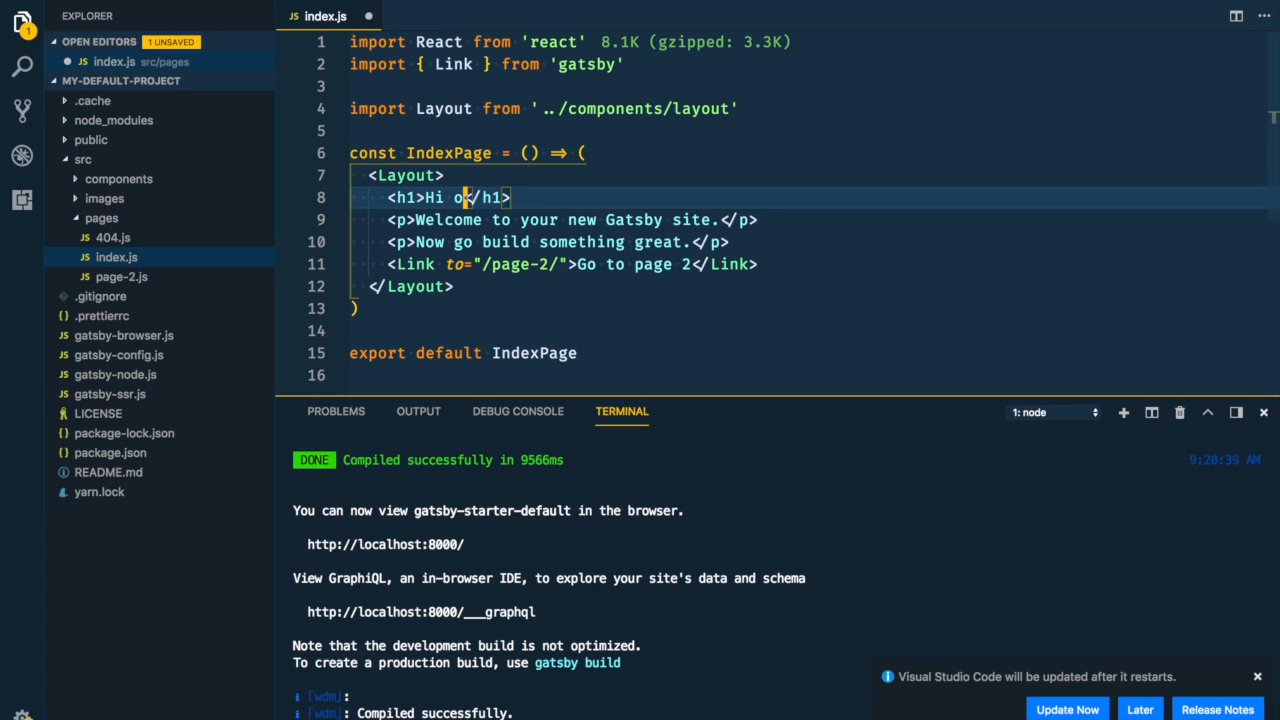 EXPLORER
OPEN EDITORS 1 UNSAVED
JS index.js src/pages
MY-DEFAULT-PROJECT
.cache
node_modules
public
src
components
images
pages
404.js
JS index.js
JS page-2.js
.gitignore
{} .prettierrc
JS gatsby-browser.js
JS gatsby-config.js
JS gatsby-node.js
JS gatsby-ssr.js
LICENSE
{} package-lock.json
{} package.json
README.md
yarn.lock
1
JS index.js
1 import React from 'react' 8.1K (gzipped: 3.3K)
2 import { Link } from 'gatsby'
3
4 import Layout from '../components/layout'
5
6 const IndexPage = () => (
7 <Layout>
8 <h1>Hi o</h1>
9 <p>Welcome to your new Gatsby site.</p>
10 <p>Now go build something great.</p>
11 <Link to="/page-2/">Go to page 2</Link>
12 </Layout>
13 )
14
15 export default IndexPage
16
PROBLEMS OUTPUT DEBUG CONSOLE TERMINAL 1: node
DONE Compiled successfully in 9566ms 9:20:39 AM
You can now view gatsby-starter-default in the browser.
http://localhost:8000/
View GraphiQL, an in-browser IDE, to explore your site's data and schema
http://localhost:8000/___graphql
Note that the development build is not optimized.
To create a production build, use gatsby build
ℹ ｢wdm｣:
ℹ ｢wdm｣: Compiled successfully.
Visual Studio Code will be updated after it restarts.
Update Now Later Release Notes